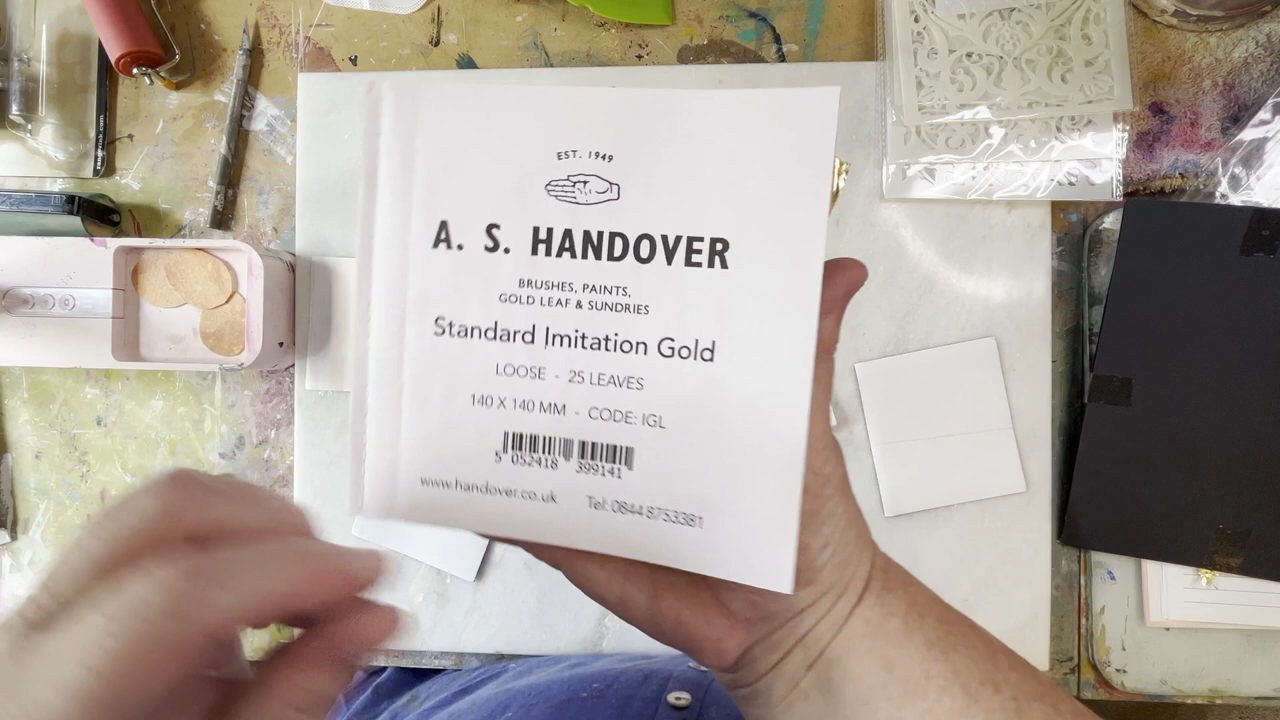 EST. 1949
A. S. HANDOVER
BRUSHES, PAINTS,
GOLD LEAF & SUNDRIES
Standard Imitation Gold
LOOSE - 25 LEAVES
140 X 140 MM - CODE: IGL
5 052418 399141
www.handover.co.uk Tel: 0844 8753381